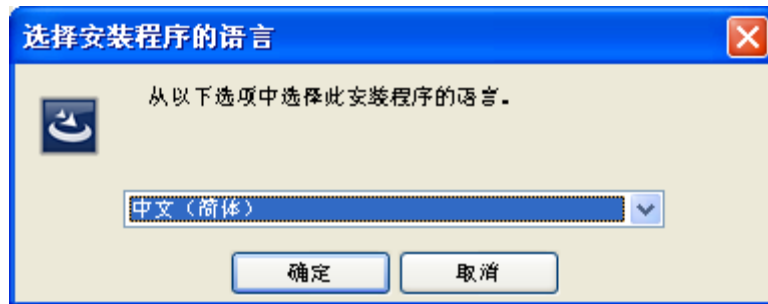 选择安装程序的语言
从以下选项中选择此安装程序的语言。
中文（简体）
确定
取消